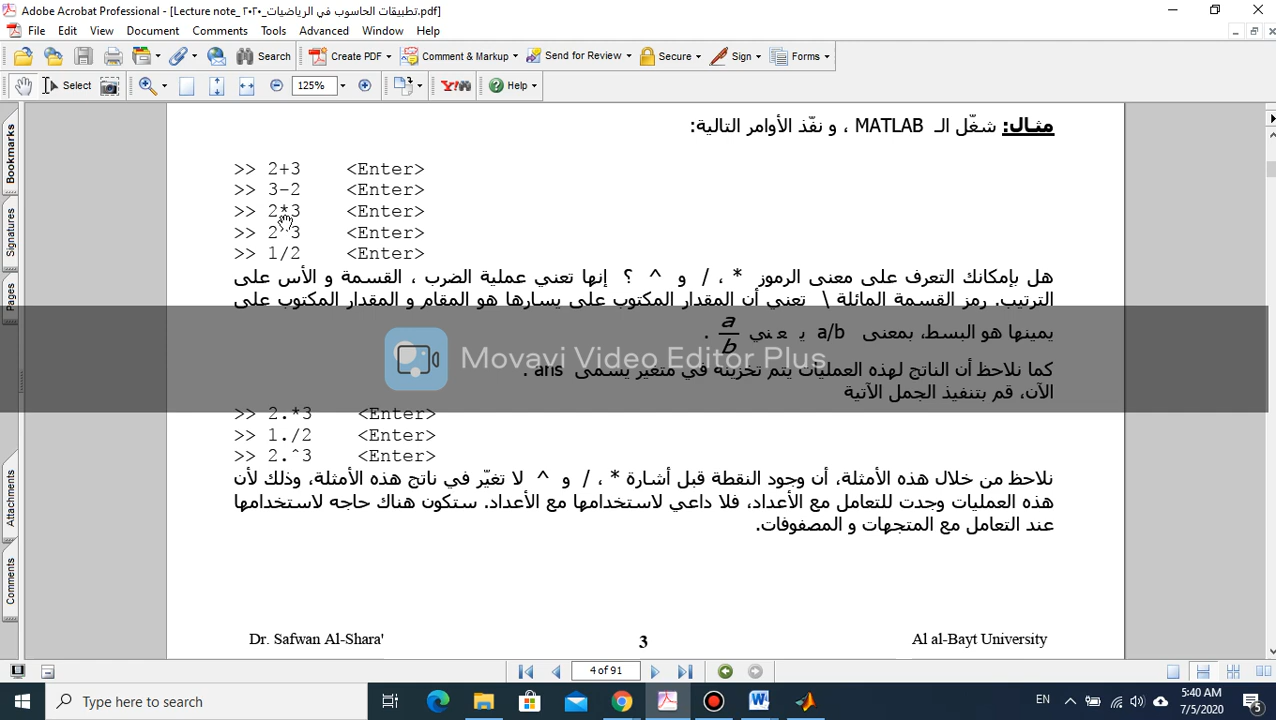 Adobe Acrobat Professional - [Lecture note_ ٢٠٢٠_تطبيقات الحاسوب في الرياضيات.pdf]
File Edit View Document Comments Tools Advanced Window Help
Create PDF Comment & Markup Send for Review Secure Sign Forms
Search
Select 125% Y! Help
Bookmarks
Signatures
Pages
Attachments
Comments
مثـال: شغّل الـ MATLAB ، و نفّذ الأوامر التالية:
>> 2+3 <Enter>
>> 3-2 <Enter>
>> 2*3 <Enter>
>> 2^3 <Enter>
>> 1/2 <Enter>
هل بإمكانك التعرف على معنى الرموز * ، / و ^ ؟ إنها تعني عملية الضرب ، القسمة و الأس على
الترتيب. رمز القسمة المائلة \ تعني أن المقدار المكتوب على يسارها هو المقام و المقدار المكتوب على
يمينها هو البسط، بمعنى a/b يعني a/b .
كما نلاحظ أن الناتج لهذه العمليات يتم تخزينه في متغير يسمى ans .
الآن، قم بتنفيذ الجمل الآتية
Movavi Video Editor Plus
>> 2.*3 <Enter>
>> 1./2 <Enter>
>> 2.^3 <Enter>
نلاحظ من خلال هذه الأمثلة، أن وجود النقطة قبل أشارة * ، / و ^ لا تغيّر في ناتج هذه الأمثلة، وذلك لأن
هذه العمليات وجدت للتعامل مع الأعداد، فلا داعي لاستخدامها مع الأعداد. ستكون هناك حاجه لاستخدامها
عند التعامل مع المتجهات و المصفوفات.
Dr. Safwan Al-Shara' 3 Al al-Bayt University
4 of 91
Type here to search
EN
5:40 AM
7/5/2020
5